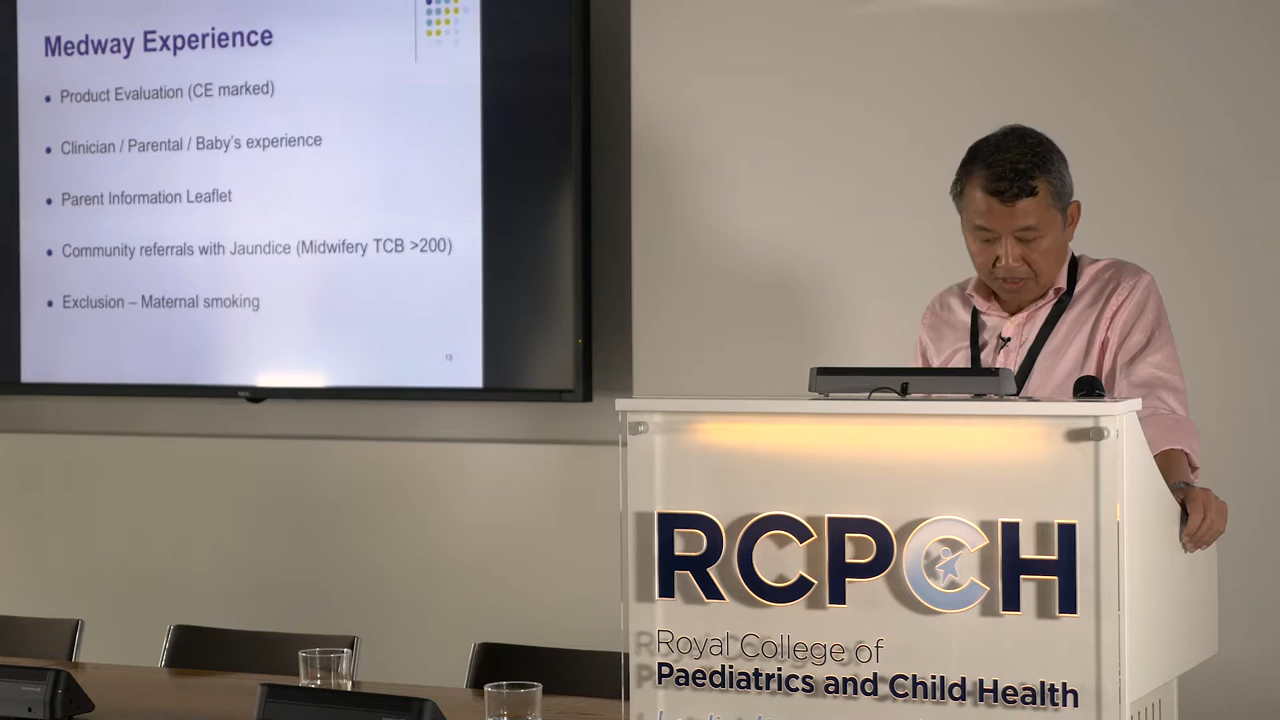 Medway Experience
• Product Evaluation (CE marked)
• Clinician / Parental / Baby's experience
• Parent Information Leaflet
• Community referrals with Jaundice (Midwifery TCB >200)
• Exclusion – Maternal smoking
13
RCPCH
Royal College of
Paediatrics and Child Health